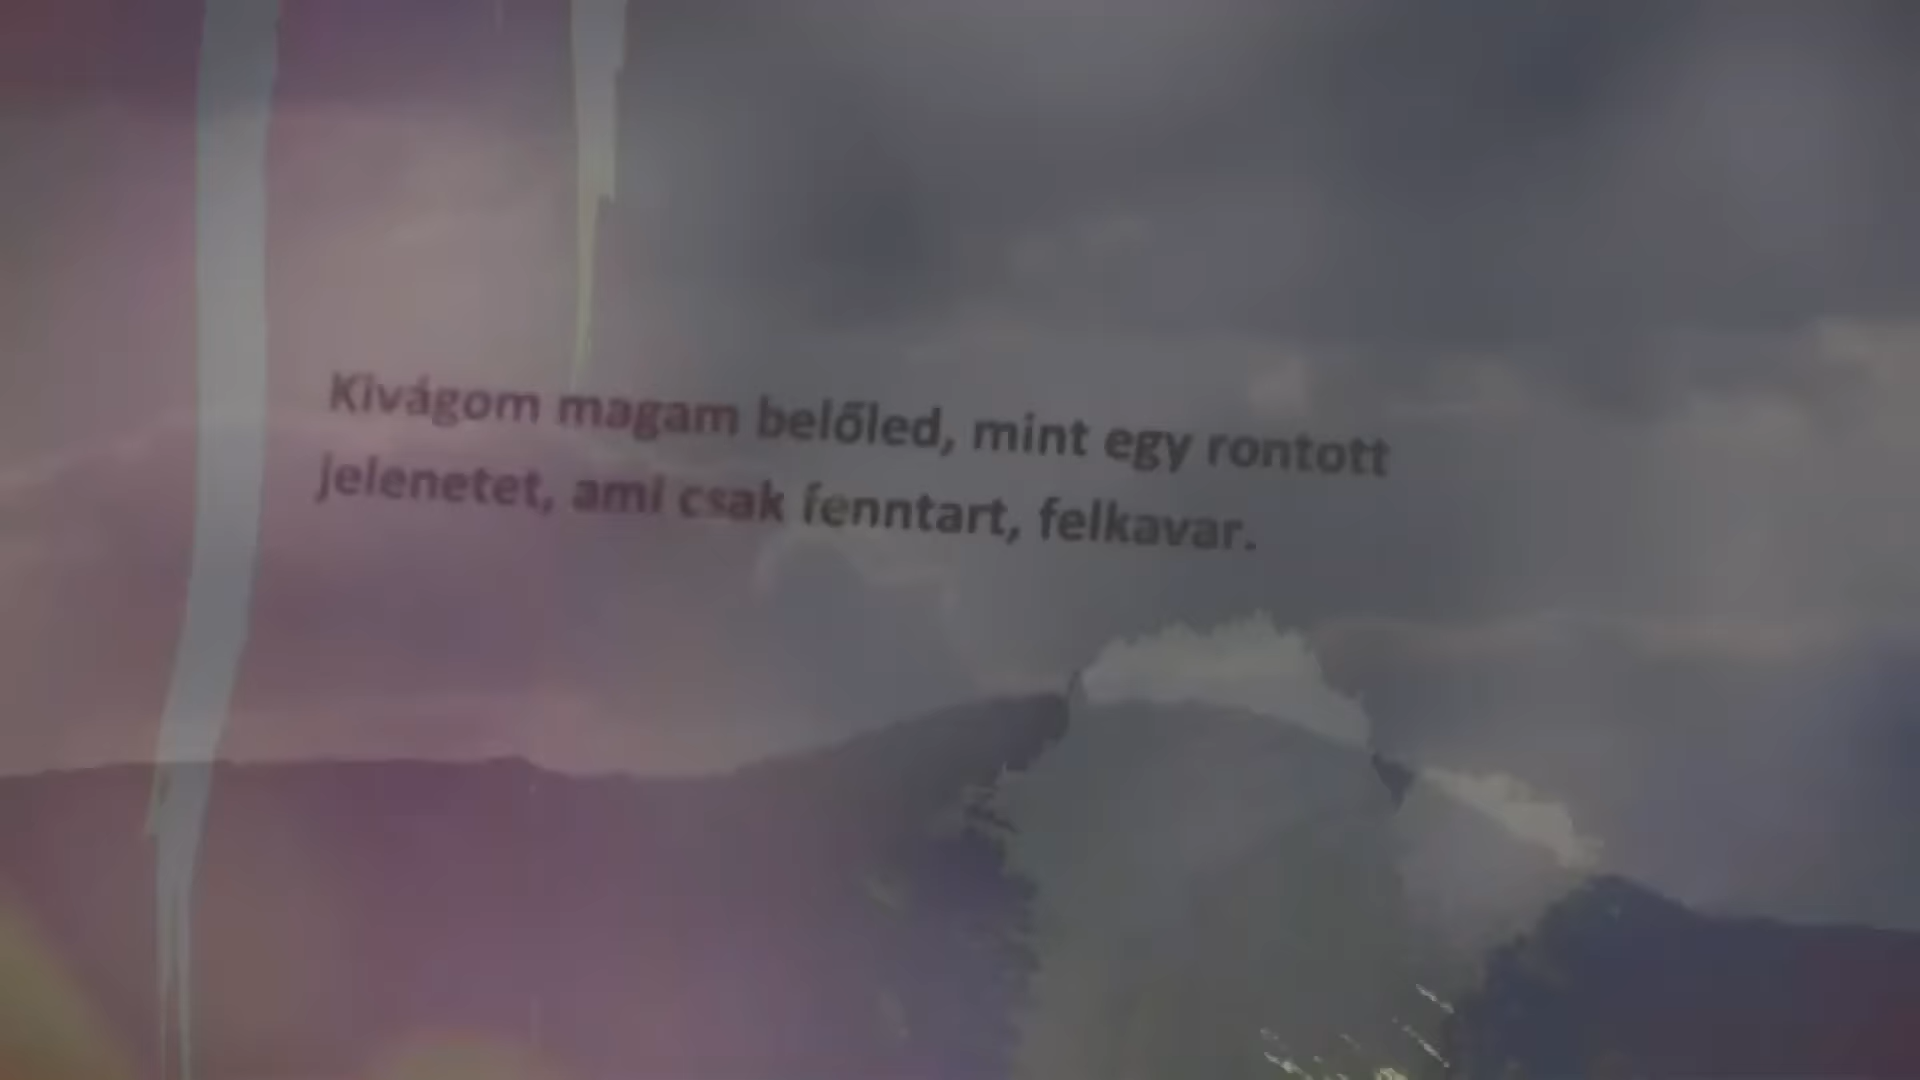 Kivágom magam belőled, mint egy rontott
jelenetet, ami csak fenntart, felkavar.